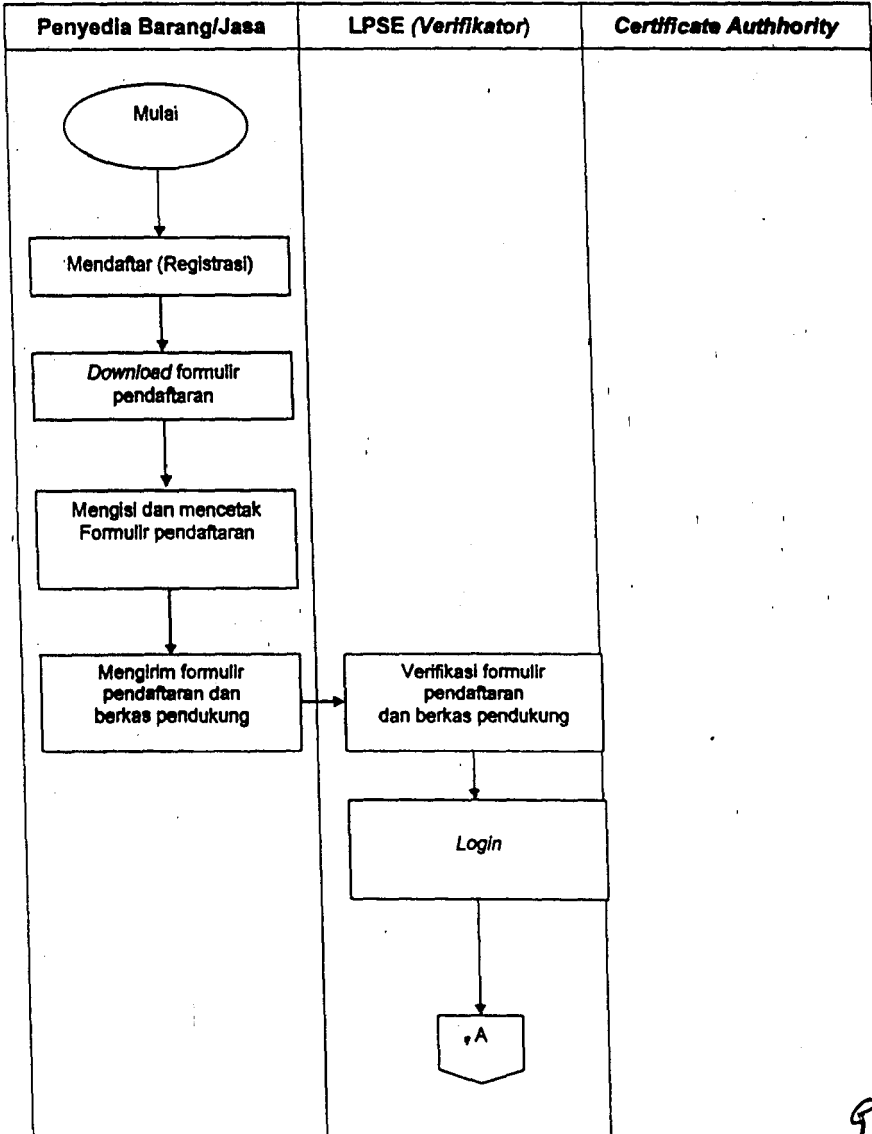 Penyedia Barang/Jasa
LPSE (Verifikator)
Certificate Authhority
Mulai
Mendaftar (Registrasi)
Download formulir
pendaftaran
Mengisi dan mencetak
Formulir pendaftaran
Mengirim formulir
pendaftaran dan
berkas pendukung
Verifikasi formulir
pendaftaran
dan berkas pendukung
Login
A